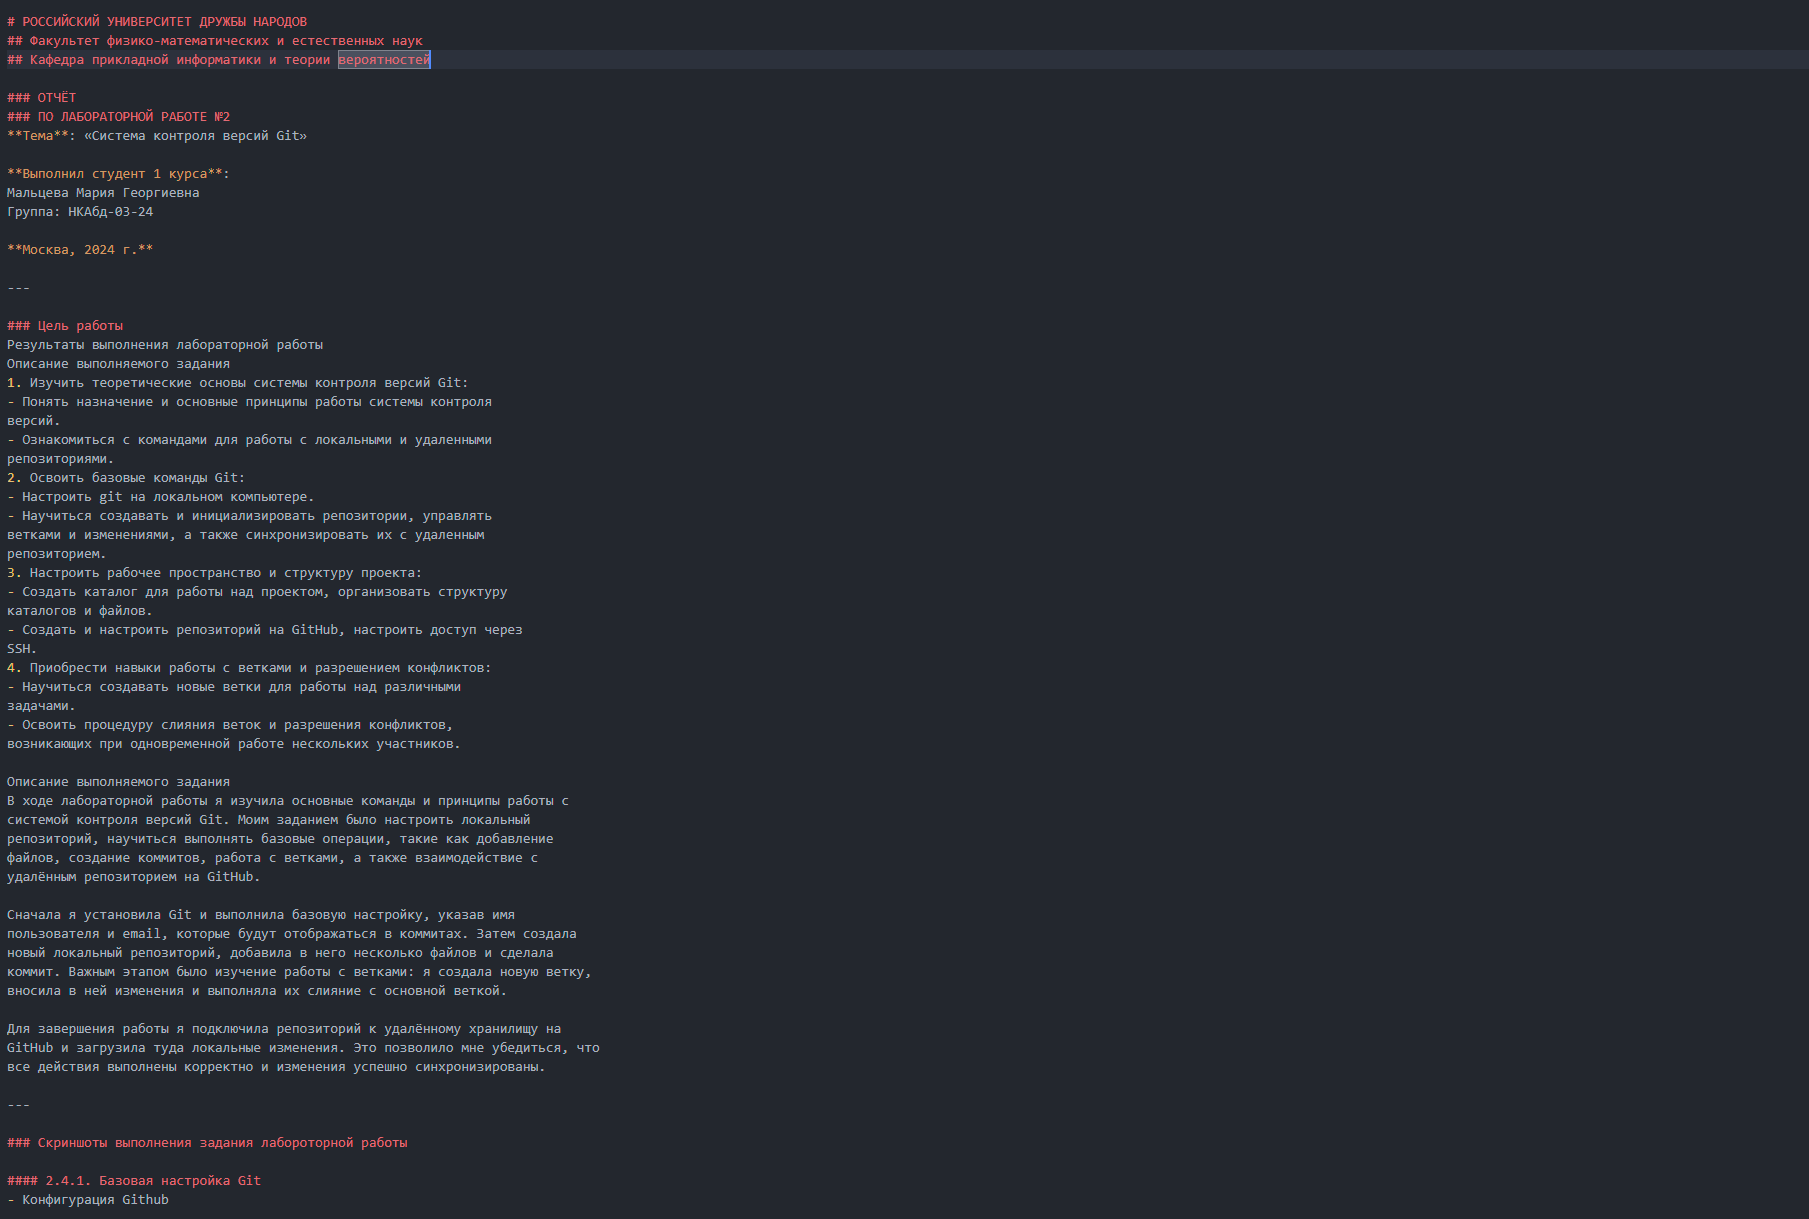 # РОССИЙСКИЙ УНИВЕРСИТЕТ ДРУЖБЫ НАРОДОВ
## Факультет физико-математических и естественных наук
## Кафедра прикладной информатики и теории вероятностей
### ОТЧЁТ
### ПО ЛАБОРАТОРНОЙ РАБОТЕ №2
**Тема**: «Система контроля версий Git»
**Выполнил студент 1 курса**:
Мальцева Мария Георгиевна
Группа: НКАбд-03-24
**Москва, 2024 г.**
---
### Цель работы
Результаты выполнения лабораторной работы
Описание выполняемого задания
1. Изучить теоретические основы системы контроля версий Git:
- Понять назначение и основные принципы работы системы контроля
версий.
- Ознакомиться с командами для работы с локальными и удаленными
репозиториями.
2. Освоить базовые команды Git:
- Настроить git на локальном компьютере.
- Научиться создавать и инициализировать репозитории, управлять
ветками и изменениями, а также синхронизировать их с удаленным
репозиторием.
3. Настроить рабочее пространство и структуру проекта:
- Создать каталог для работы над проектом, организовать структуру
каталогов и файлов.
- Создать и настроить репозиторий на GitHub, настроить доступ через
SSH.
4. Приобрести навыки работы с ветками и разрешением конфликтов:
- Научиться создавать новые ветки для работы над различными
задачами.
- Освоить процедуру слияния веток и разрешения конфликтов,
возникающих при одновременной работе нескольких участников.
Описание выполняемого задания
В ходе лабораторной работы я изучила основные команды и принципы работы с
системой контроля версий Git. Моим заданием было настроить локальный
репозиторий, научиться выполнять базовые операции, такие как добавление
файлов, создание коммитов, работа с ветками, а также взаимодействие с
удалённым репозиторием на GitHub.
Сначала я установила Git и выполнила базовую настройку, указав имя
пользователя и email, которые будут отображаться в коммитах. Затем создала
новый локальный репозиторий, добавила в него несколько файлов и сделала
коммит. Важным этапом было изучение работы с ветками: я создала новую ветку,
вносила в ней изменения и выполняла их слияние с основной веткой.
Для завершения работы я подключила репозиторий к удалённому хранилищу на
GitHub и загрузила туда локальные изменения. Это позволило мне убедиться, что
все действия выполнены корректно и изменения успешно синхронизированы.
---
### Скриншоты выполнения задания лабороторной работы
#### 2.4.1. Базовая настройка Git
- Конфигурация Github